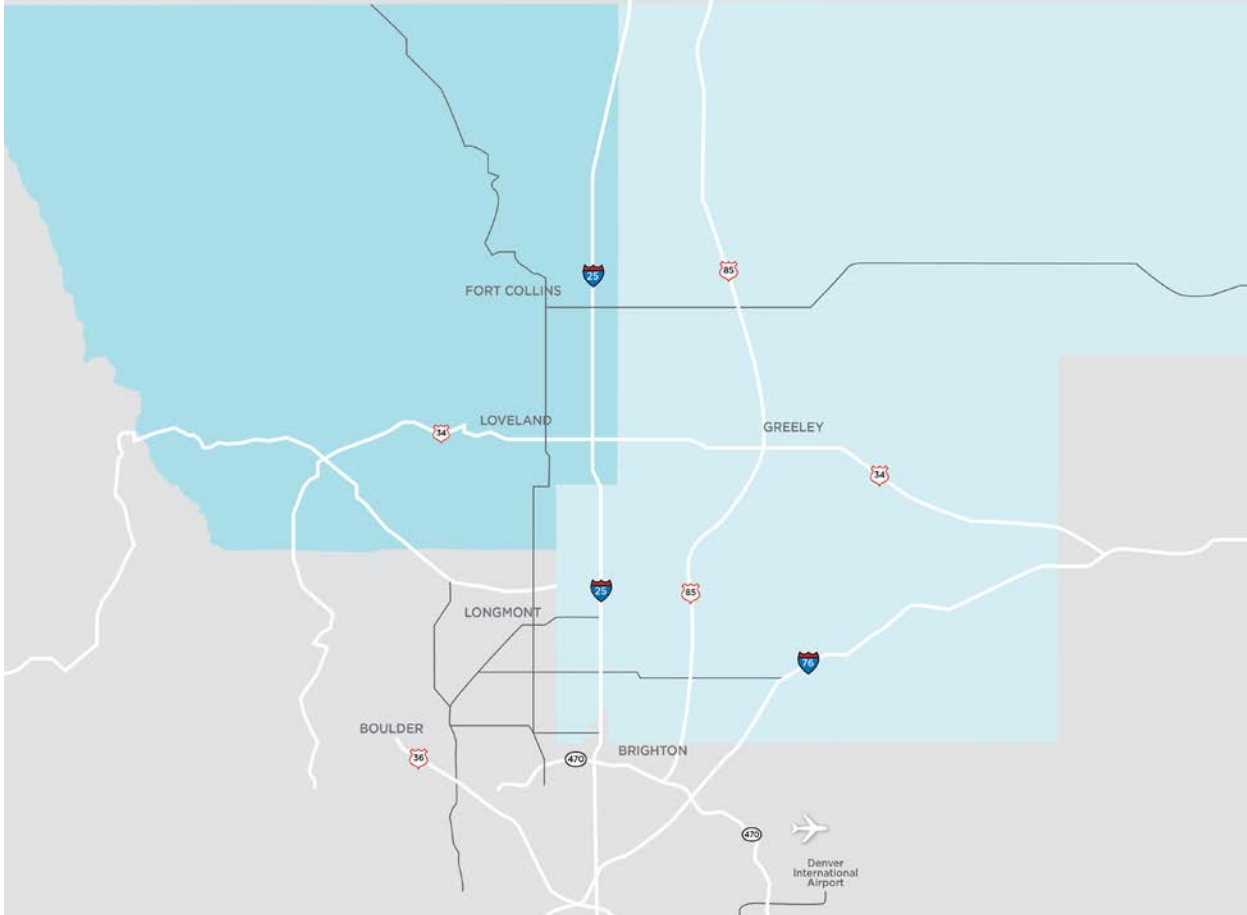 25
85
FORT COLLINS
LOVELAND
34
GREELEY
34
25
85
LONGMONT
76
BOULDER
36
470
BRIGHTON
470
Denver
International
Airport